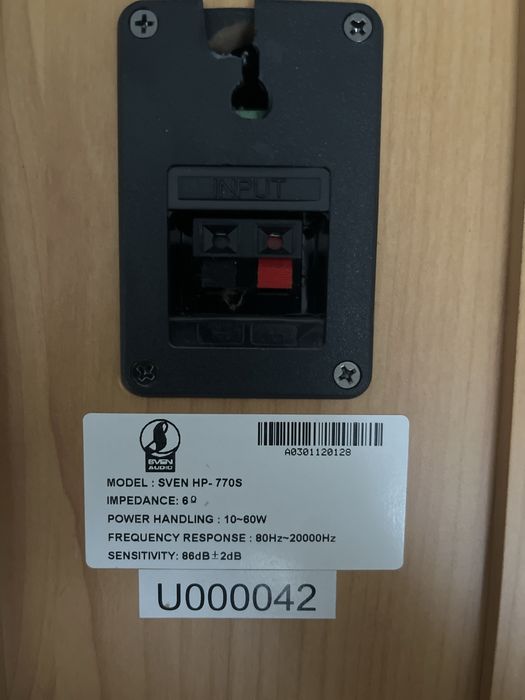 INPUT
SVEN
AUDIO
A0301120128
MODEL : SVEN HP- 770S
IMPEDANCE: 6Ω
POWER HANDLING : 10~60W
FREQUENCY RESPONSE : 80Hz~20000Hz
SENSITIVITY: 86dB±2dB
U000042